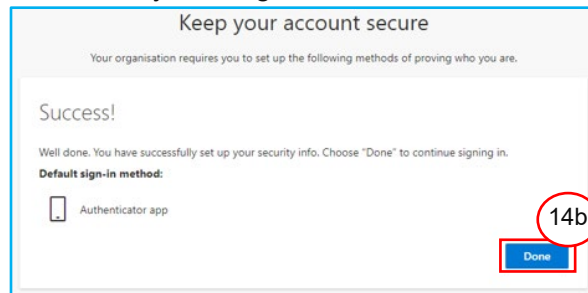 Keep your account secure
Your organisation requires you to set up the following methods of proving who you are.
Success!
Well done. You have successfully set up your security info. Choose "Done" to continue signing in.
Default sign-in method:
Authenticator app
14b
Done